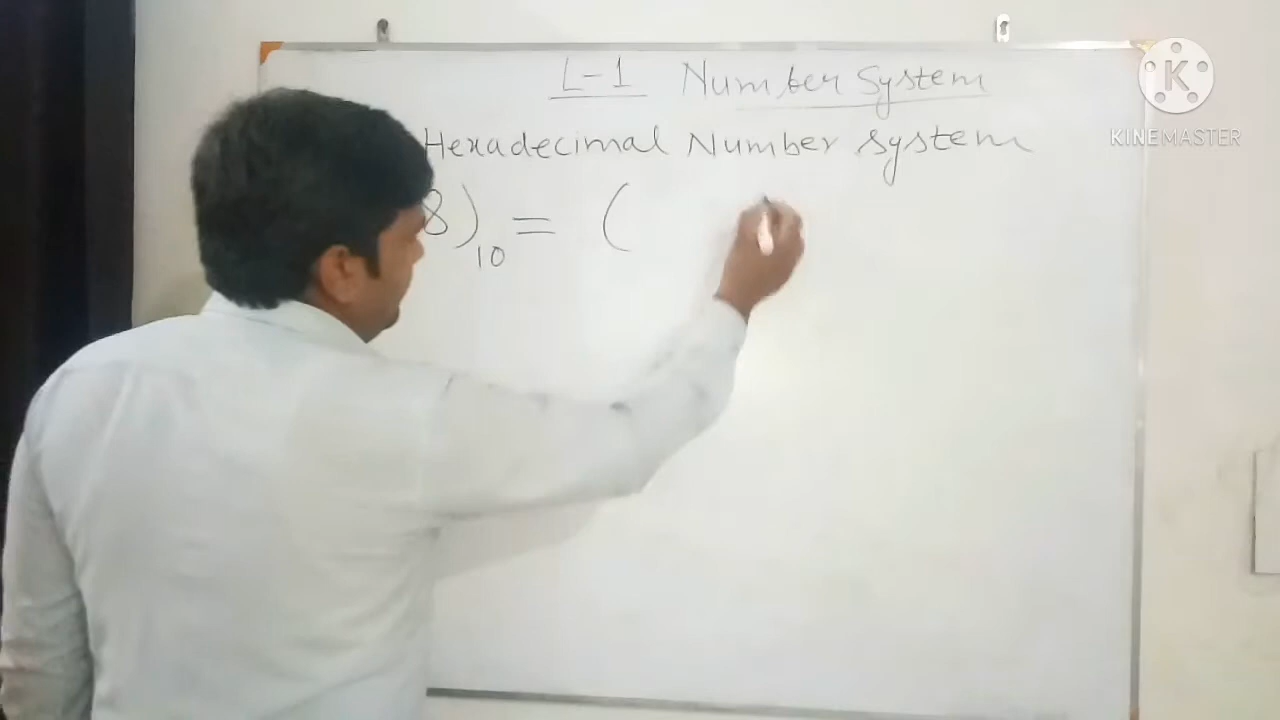 L-1 Number System
Hexadecimal Number System
8)10 = (
K
KINEMASTER